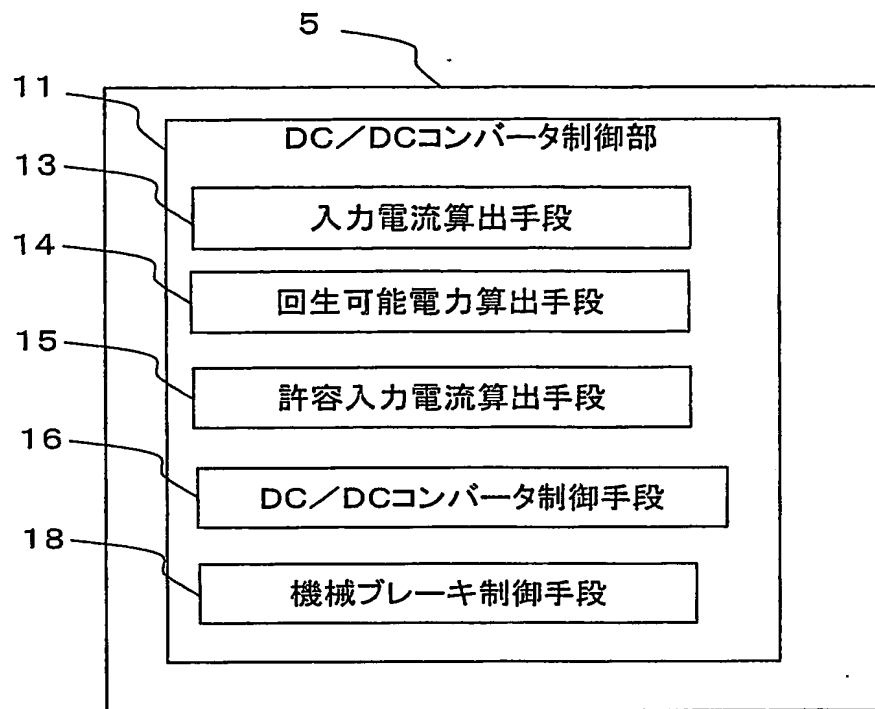 5
11
DC/DCコンバータ制御部
13
入力電流算出手段
14
回生可能電力算出手段
15
許容入力電流算出手段
16
DC/DCコンバータ制御手段
18
機械ブレーキ制御手段